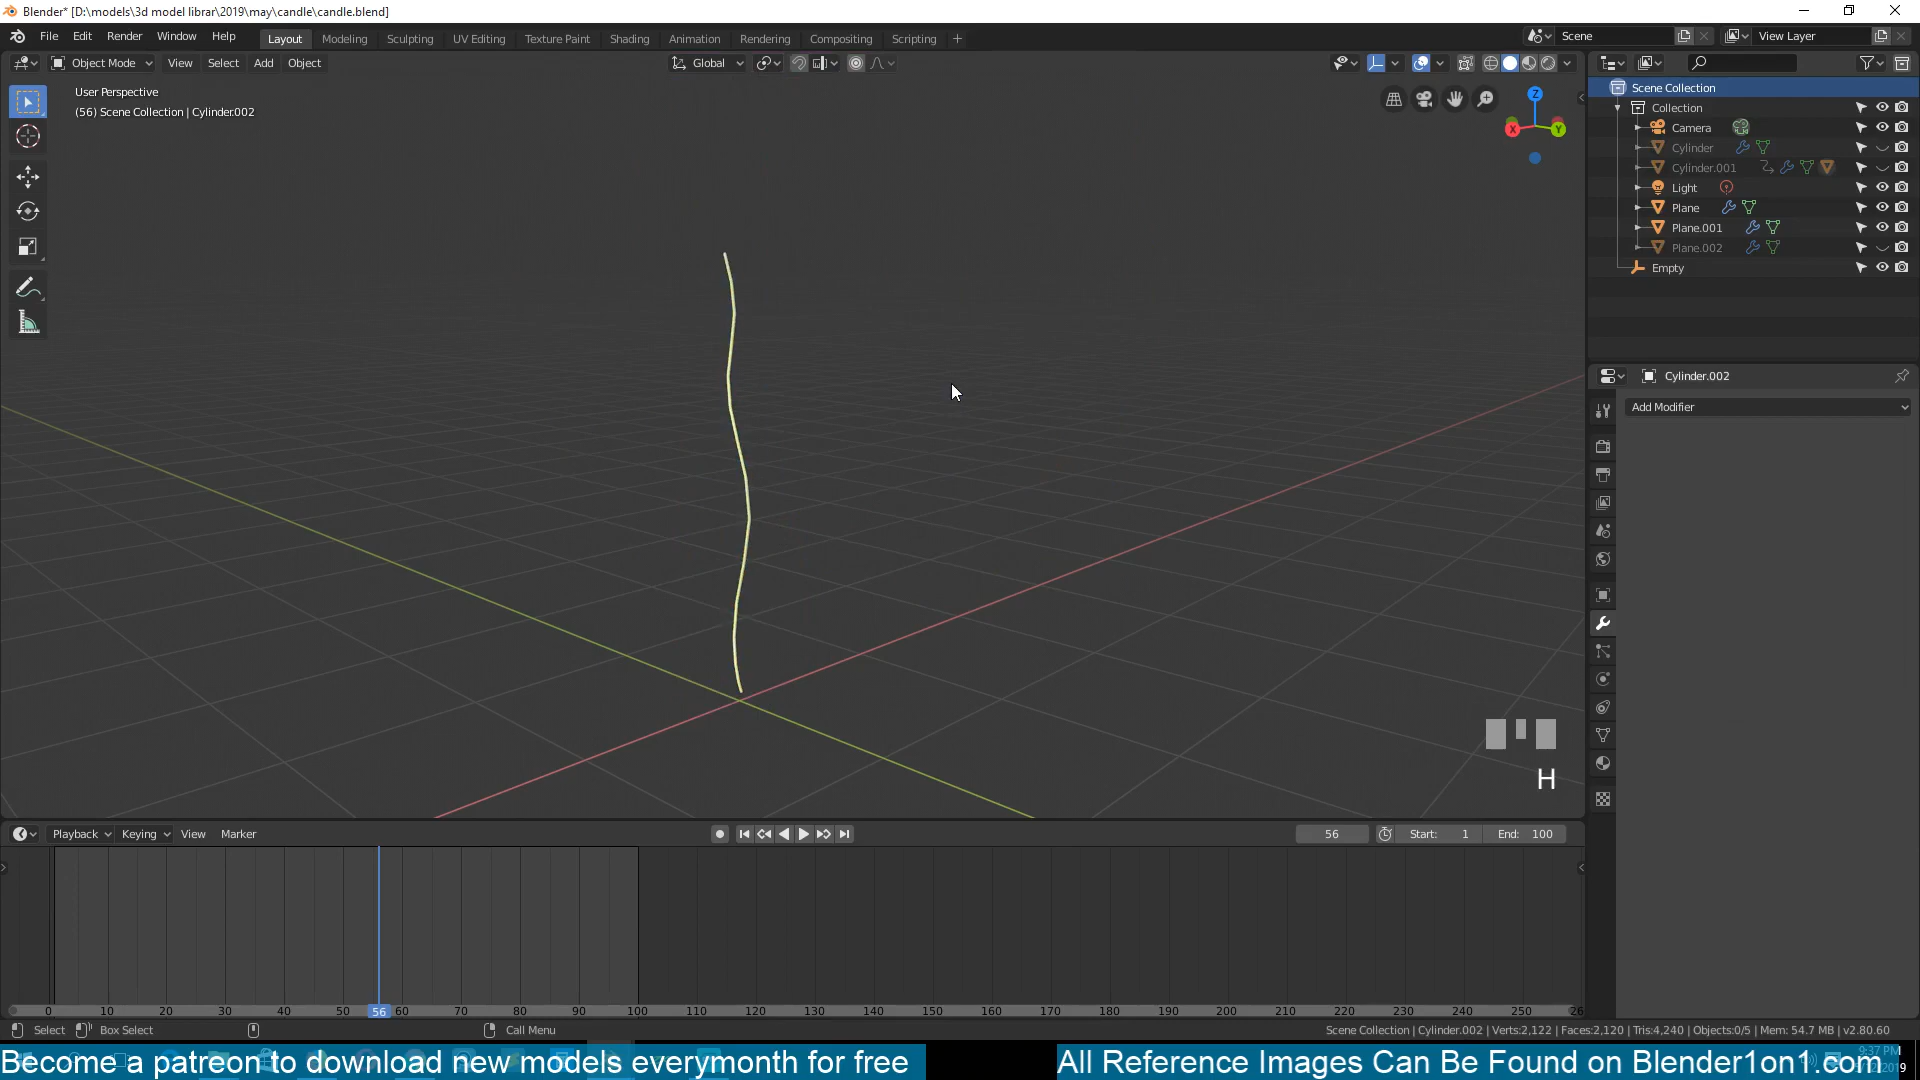 Blender* [D:\models\3d model librar\2019\may\candle\candle.blend]
File Edit Render Window Help Layout Modeling Sculpting UV Editing Texture Paint Shading Animation Rendering Compositing Scripting + Scene View Layer
Object Mode View Select Add Object Global
User Perspective
(56) Scene Collection | Cylinder.002
Z
X
Y
Scene Collection
Collection
Camera
Cylinder
Cylinder.001
Light
Plane
Plane.001
Plane.002
Empty
Cylinder.002
Add Modifier
H
Playback Keying View Marker 56 Start: 1 End: 100
0 10 20 30 40 50 56 60 70 80 90 100 110 120 130 140 150 160 170 180 190 200 210 220 230 240 250 26
Select Box Select Call Menu Scene Collection | Cylinder.002 | Verts:2,122 | Faces:2,120 | Tris:4,240 | Objects:0/5 | Mem: 54.7 MB | v2.80.60
Become a patreon to download new models everymonth for free
All Reference Images Can Be Found on Blender1on1.com
9:37 PM